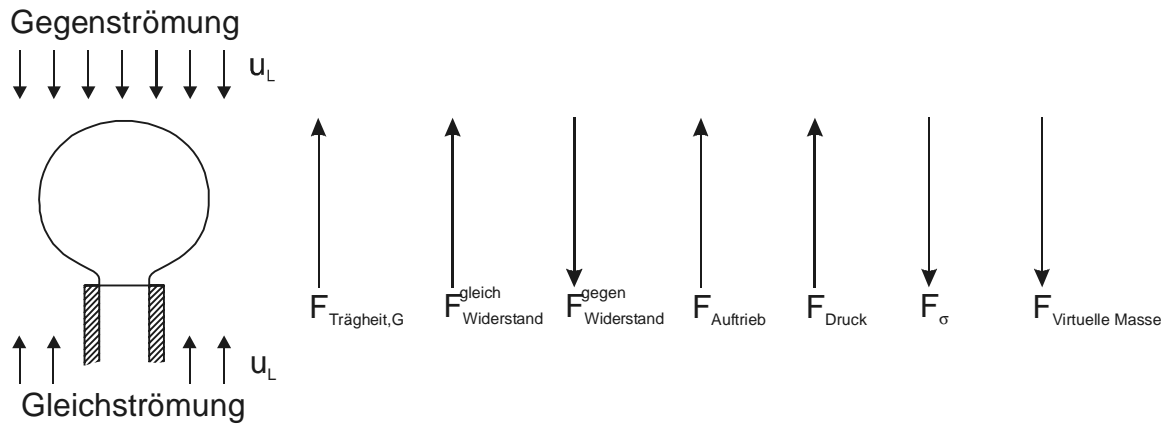 Gegenströmung
u_L
F_Trägheit,G
F^gleich_Widerstand
F^gegen_Widerstand
F_Auftrieb
F_Druck
F_σ
F_Virtuelle Masse
u_L
Gleichströmung